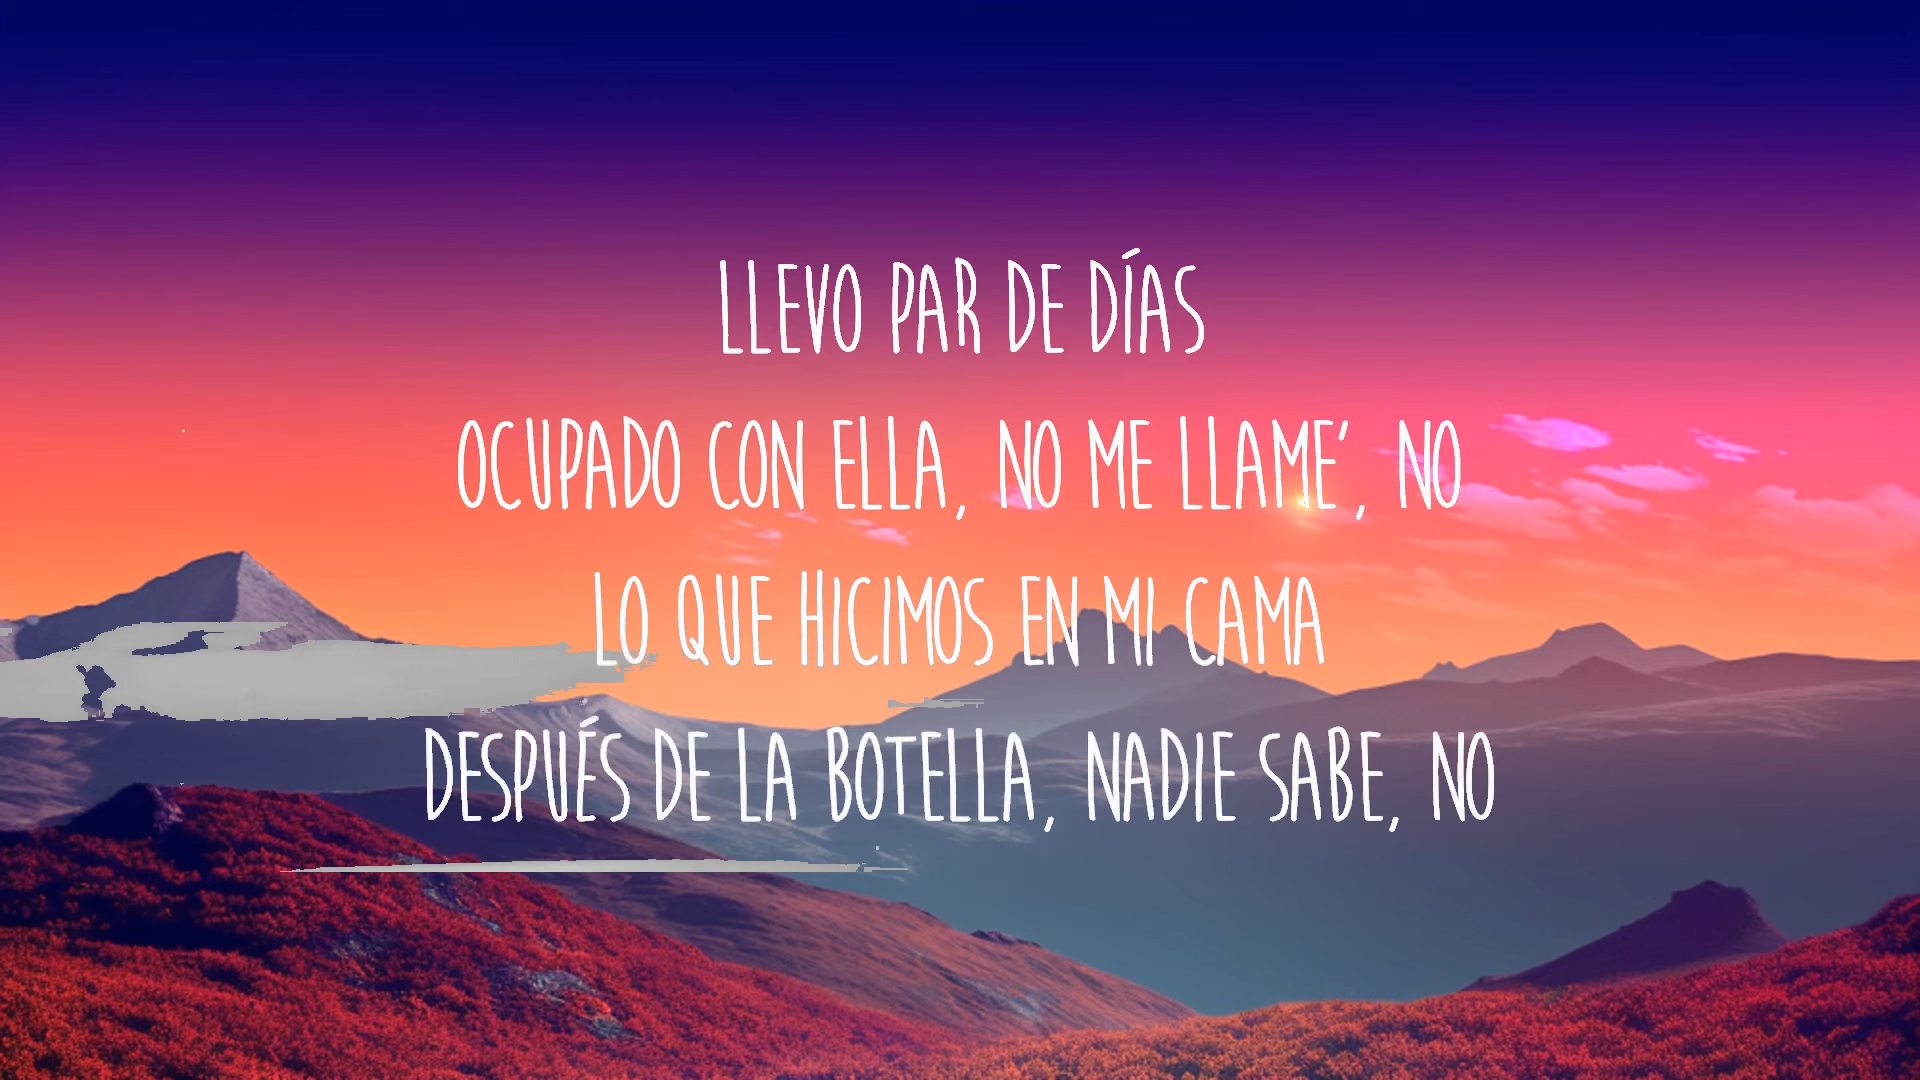 LLEVO PAR DE DÍAS
OCUPADO CON ELLA, NO ME LLAME', NO
LO QUE HICIMOS EN MI CAMA
DESPUÉS DE LA BOTELLA, NADIE SABE, NO